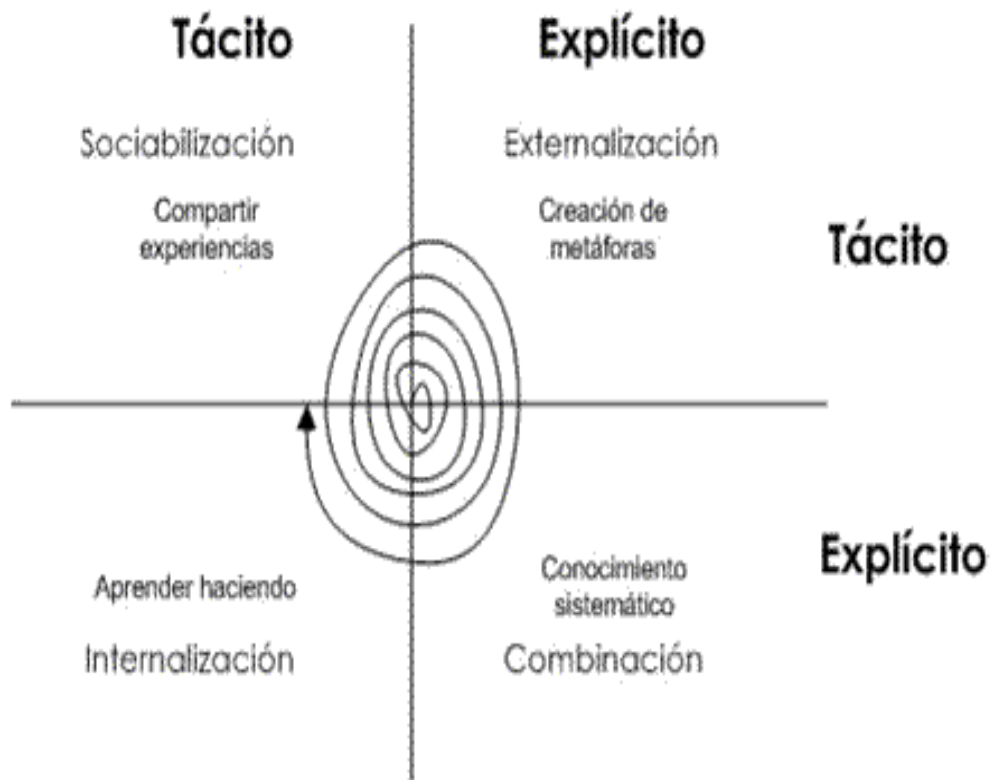 Tácito
Explícito
Sociabilización
Externalización
Compartir
experiencias
Creación de
metáforas
Tácito
Explícito
Aprender haciendo
Conocimiento
sistemático
Internalización
Combinación